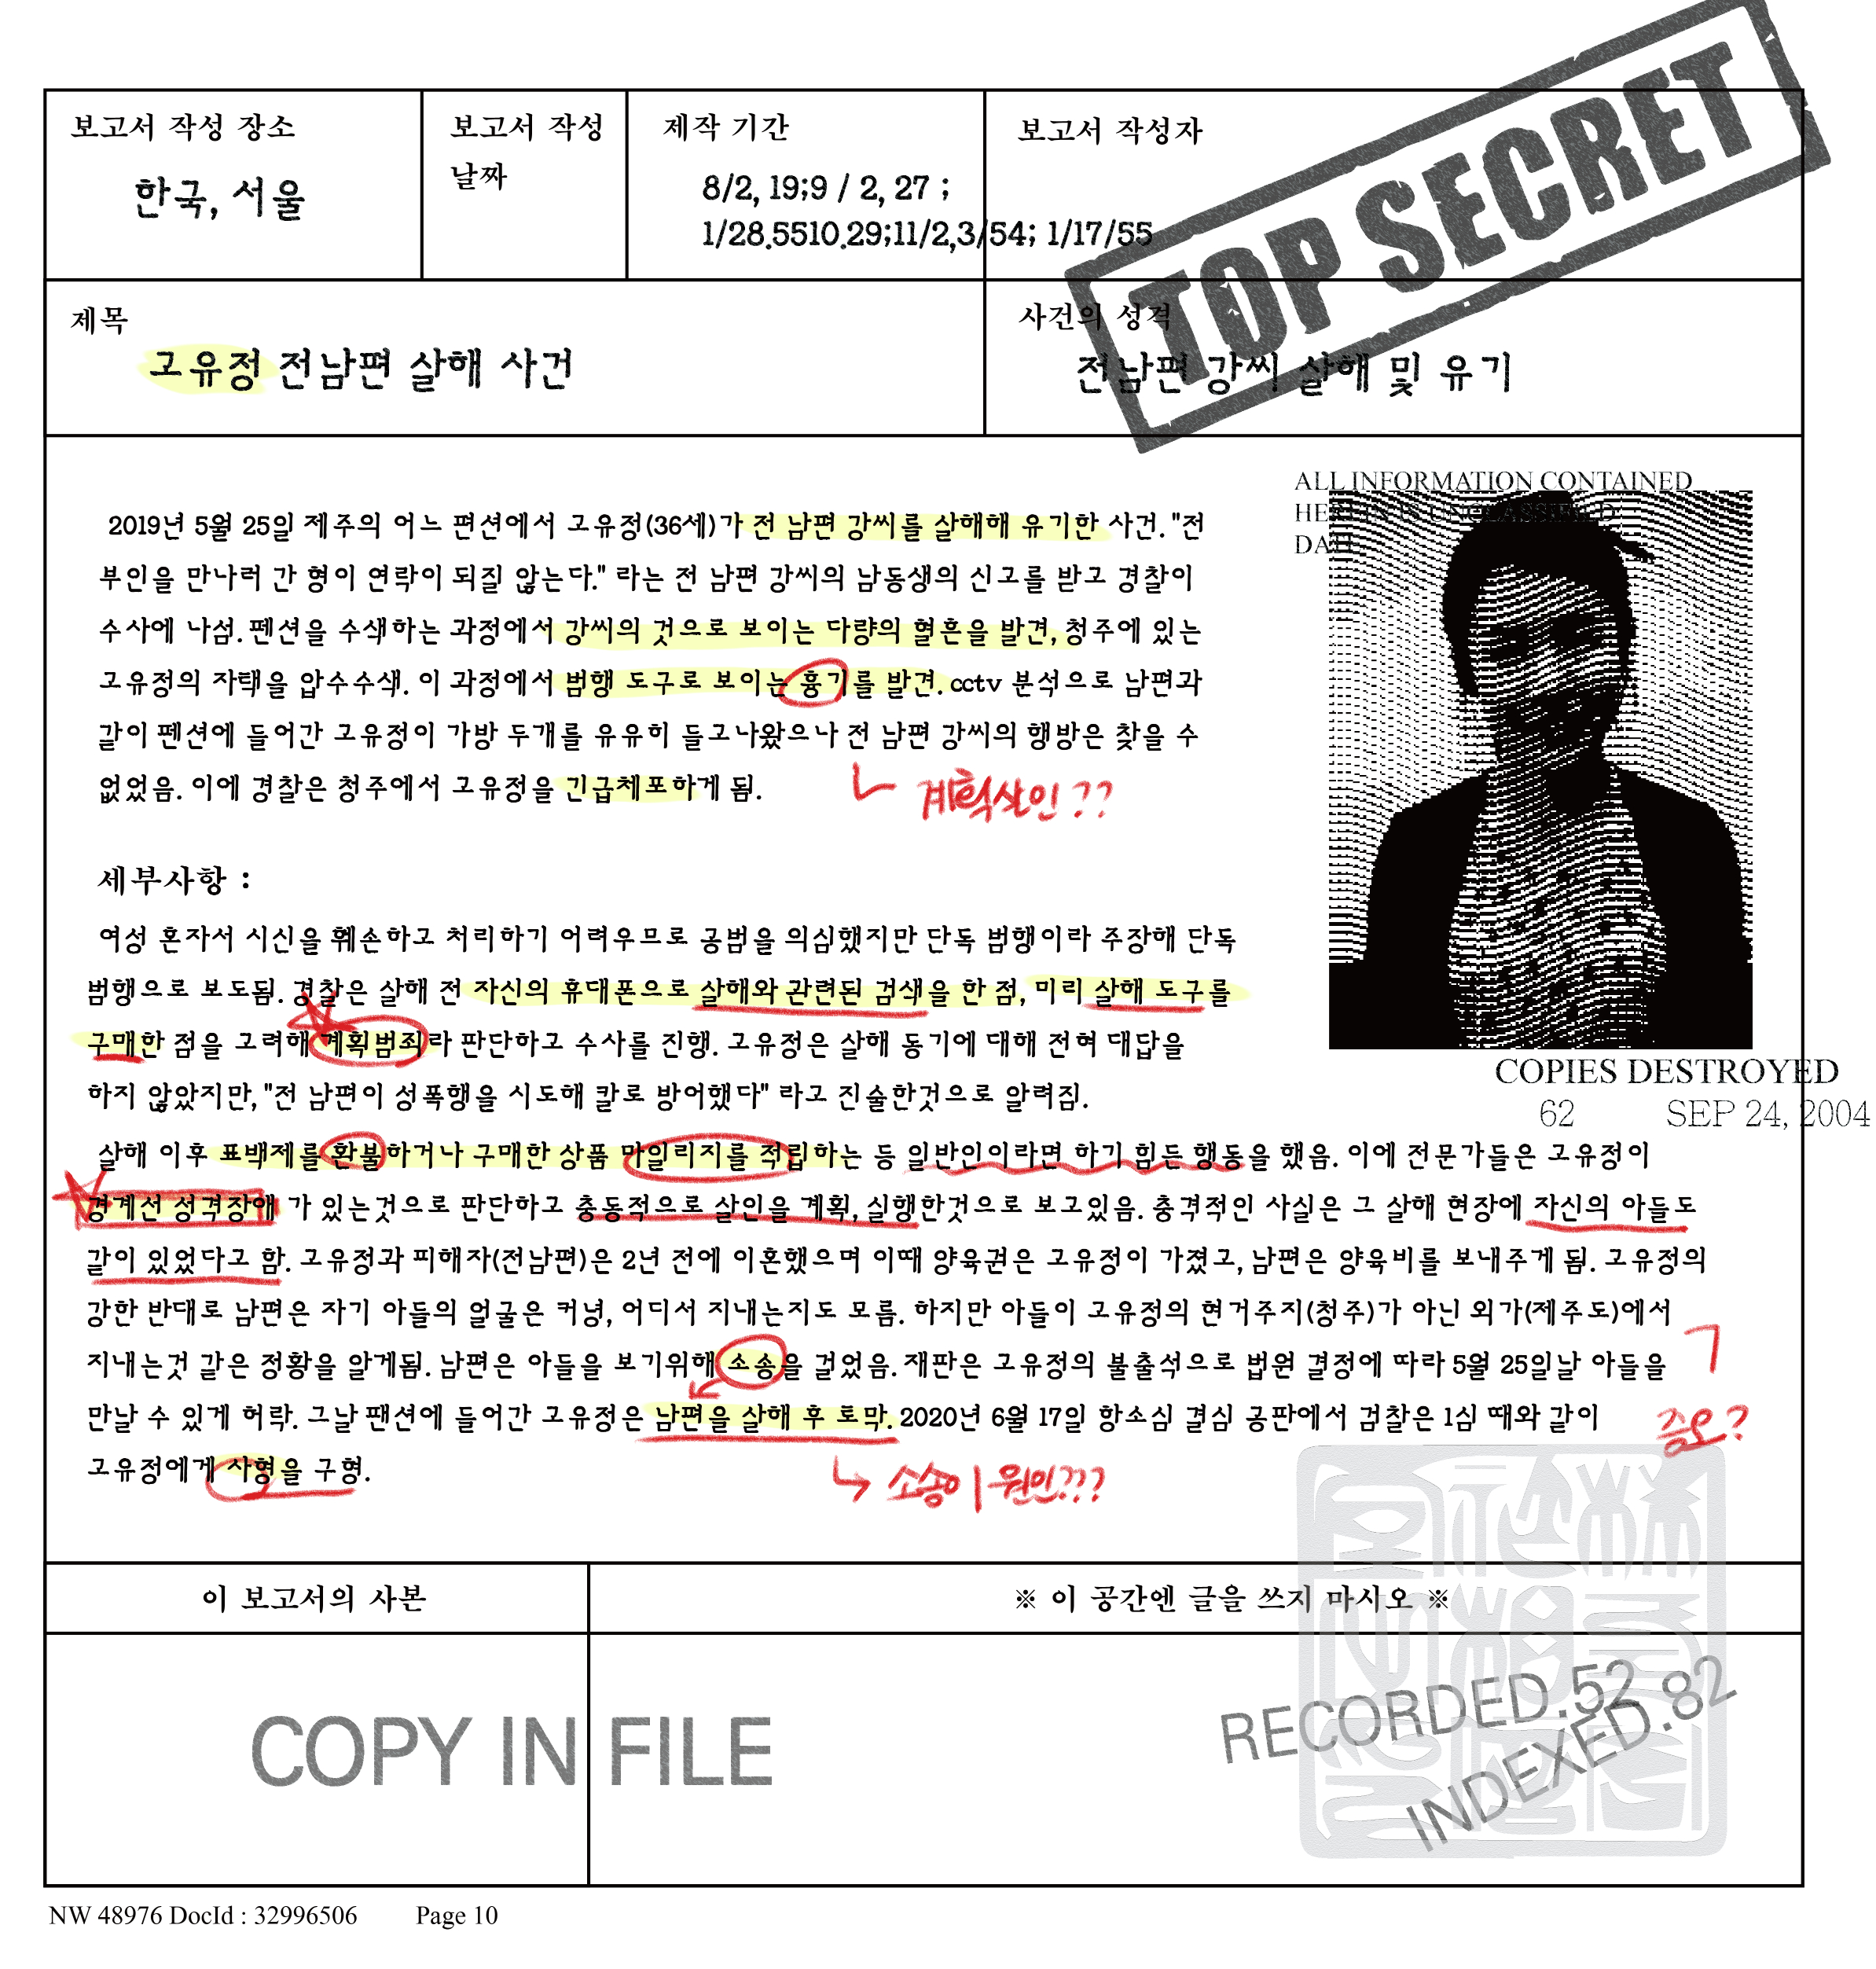 TOP SECRET
보고서 작성 장소
한국, 서울
보고서 작성
날짜
제작 기간
8/2, 19;9 / 2, 27 ;
1/28.5510.29;11/2,3/54; 1/17/55
보고서 작성자
제목
고유정 전남편 살해 사건
사건의 성격
전남편 강씨 살해 및 유기
ALL INFORMATION CONTAINED
HEREIN IS UNCLASSIFIED
2019년 5월 25일 제주의 어느 펜션에서 고유정(36세)가 전 남편 강씨를 살해해 유기한 사건. "전
부인을 만나러 간 형이 연락이 되질 않는다." 라는 전 남편 강씨의 남동생의 신고를 받고 경찰이
수사에 나섬. 펜션을 수색하는 과정에서 강씨의 것으로 보이는 다량의 혈흔을 발견, 청주에 있는
고유정의 자택을 압수수색. 이 과정에서 범행 도구로 보이는 흉기를 발견. cctv 분석으로 남편과
같이 펜션에 들어간 고유정이 가방 두개를 유유히 들고나왔으나 전 남편 강씨의 행방은 찾을 수
없었음. 이에 경찰은 청주에서 고유정을 긴급체포하게 됨.
계획살인??
세부사항 :
여성 혼자서 시신을 훼손하고 처리하기 어려우므로 공범을 의심했지만 단독 범행이라 주장해 단독
범행으로 보도됨. 경찰은 살해 전 자신의 휴대폰으로 살해와 관련된 검색을 한 점, 미리 살해 도구를
구매한 점을 고려해 계획범죄라 판단하고 수사를 진행. 고유정은 살해 동기에 대해 전혀 대답을
하지 않았지만, "전 남편이 성폭행을 시도해 칼로 방어했다" 라고 진술한것으로 알려짐.
COPIES DESTROYED
62 SEP 24, 2004
살해 이후 표백제를 환불하거나 구매한 상품 마일리지를 적립하는 등 일반인이라면 하기 힘든 행동을 했음. 이에 전문가들은 고유정이
경계선 성격장애 가 있는것으로 판단하고 충동적으로 살인을 계획, 실행한것으로 보고있음. 충격적인 사실은 그 살해 현장에 자신의 아들도
같이 있었다고 함. 고유정과 피해자(전남편)은 2년 전에 이혼했으며 이때 양육권은 고유정이 가졌고, 남편은 양육비를 보내주게 됨. 고유정의
강한 반대로 남편은 자기 아들의 얼굴은 커녕, 어디서 지내는지도 모름. 하지만 아들이 고유정의 현거주지(청주)가 아닌 외가(제주도)에서
지내는것 같은 정황을 알게됨. 남편은 아들을 보기위해 소송을 걸었음. 재판은 고유정의 불출석으로 법원 결정에 따라 5월 25일날 아들을
만날 수 있게 허락. 그날 팬션에 들어간 고유정은 남편을 살해 후 토막. 2020년 6월 17일 항소심 결심 공판에서 검찰은 1심 때와 같이
증오?
고유정에게 사형을 구형.
소송이 원인???
이 보고서의 사본
※ 이 공간엔 글을 쓰지 마시오 ※
COPY IN FILE
RECORDED.52
INDEXED.82
NW 48976 DocId : 32996506 Page 10